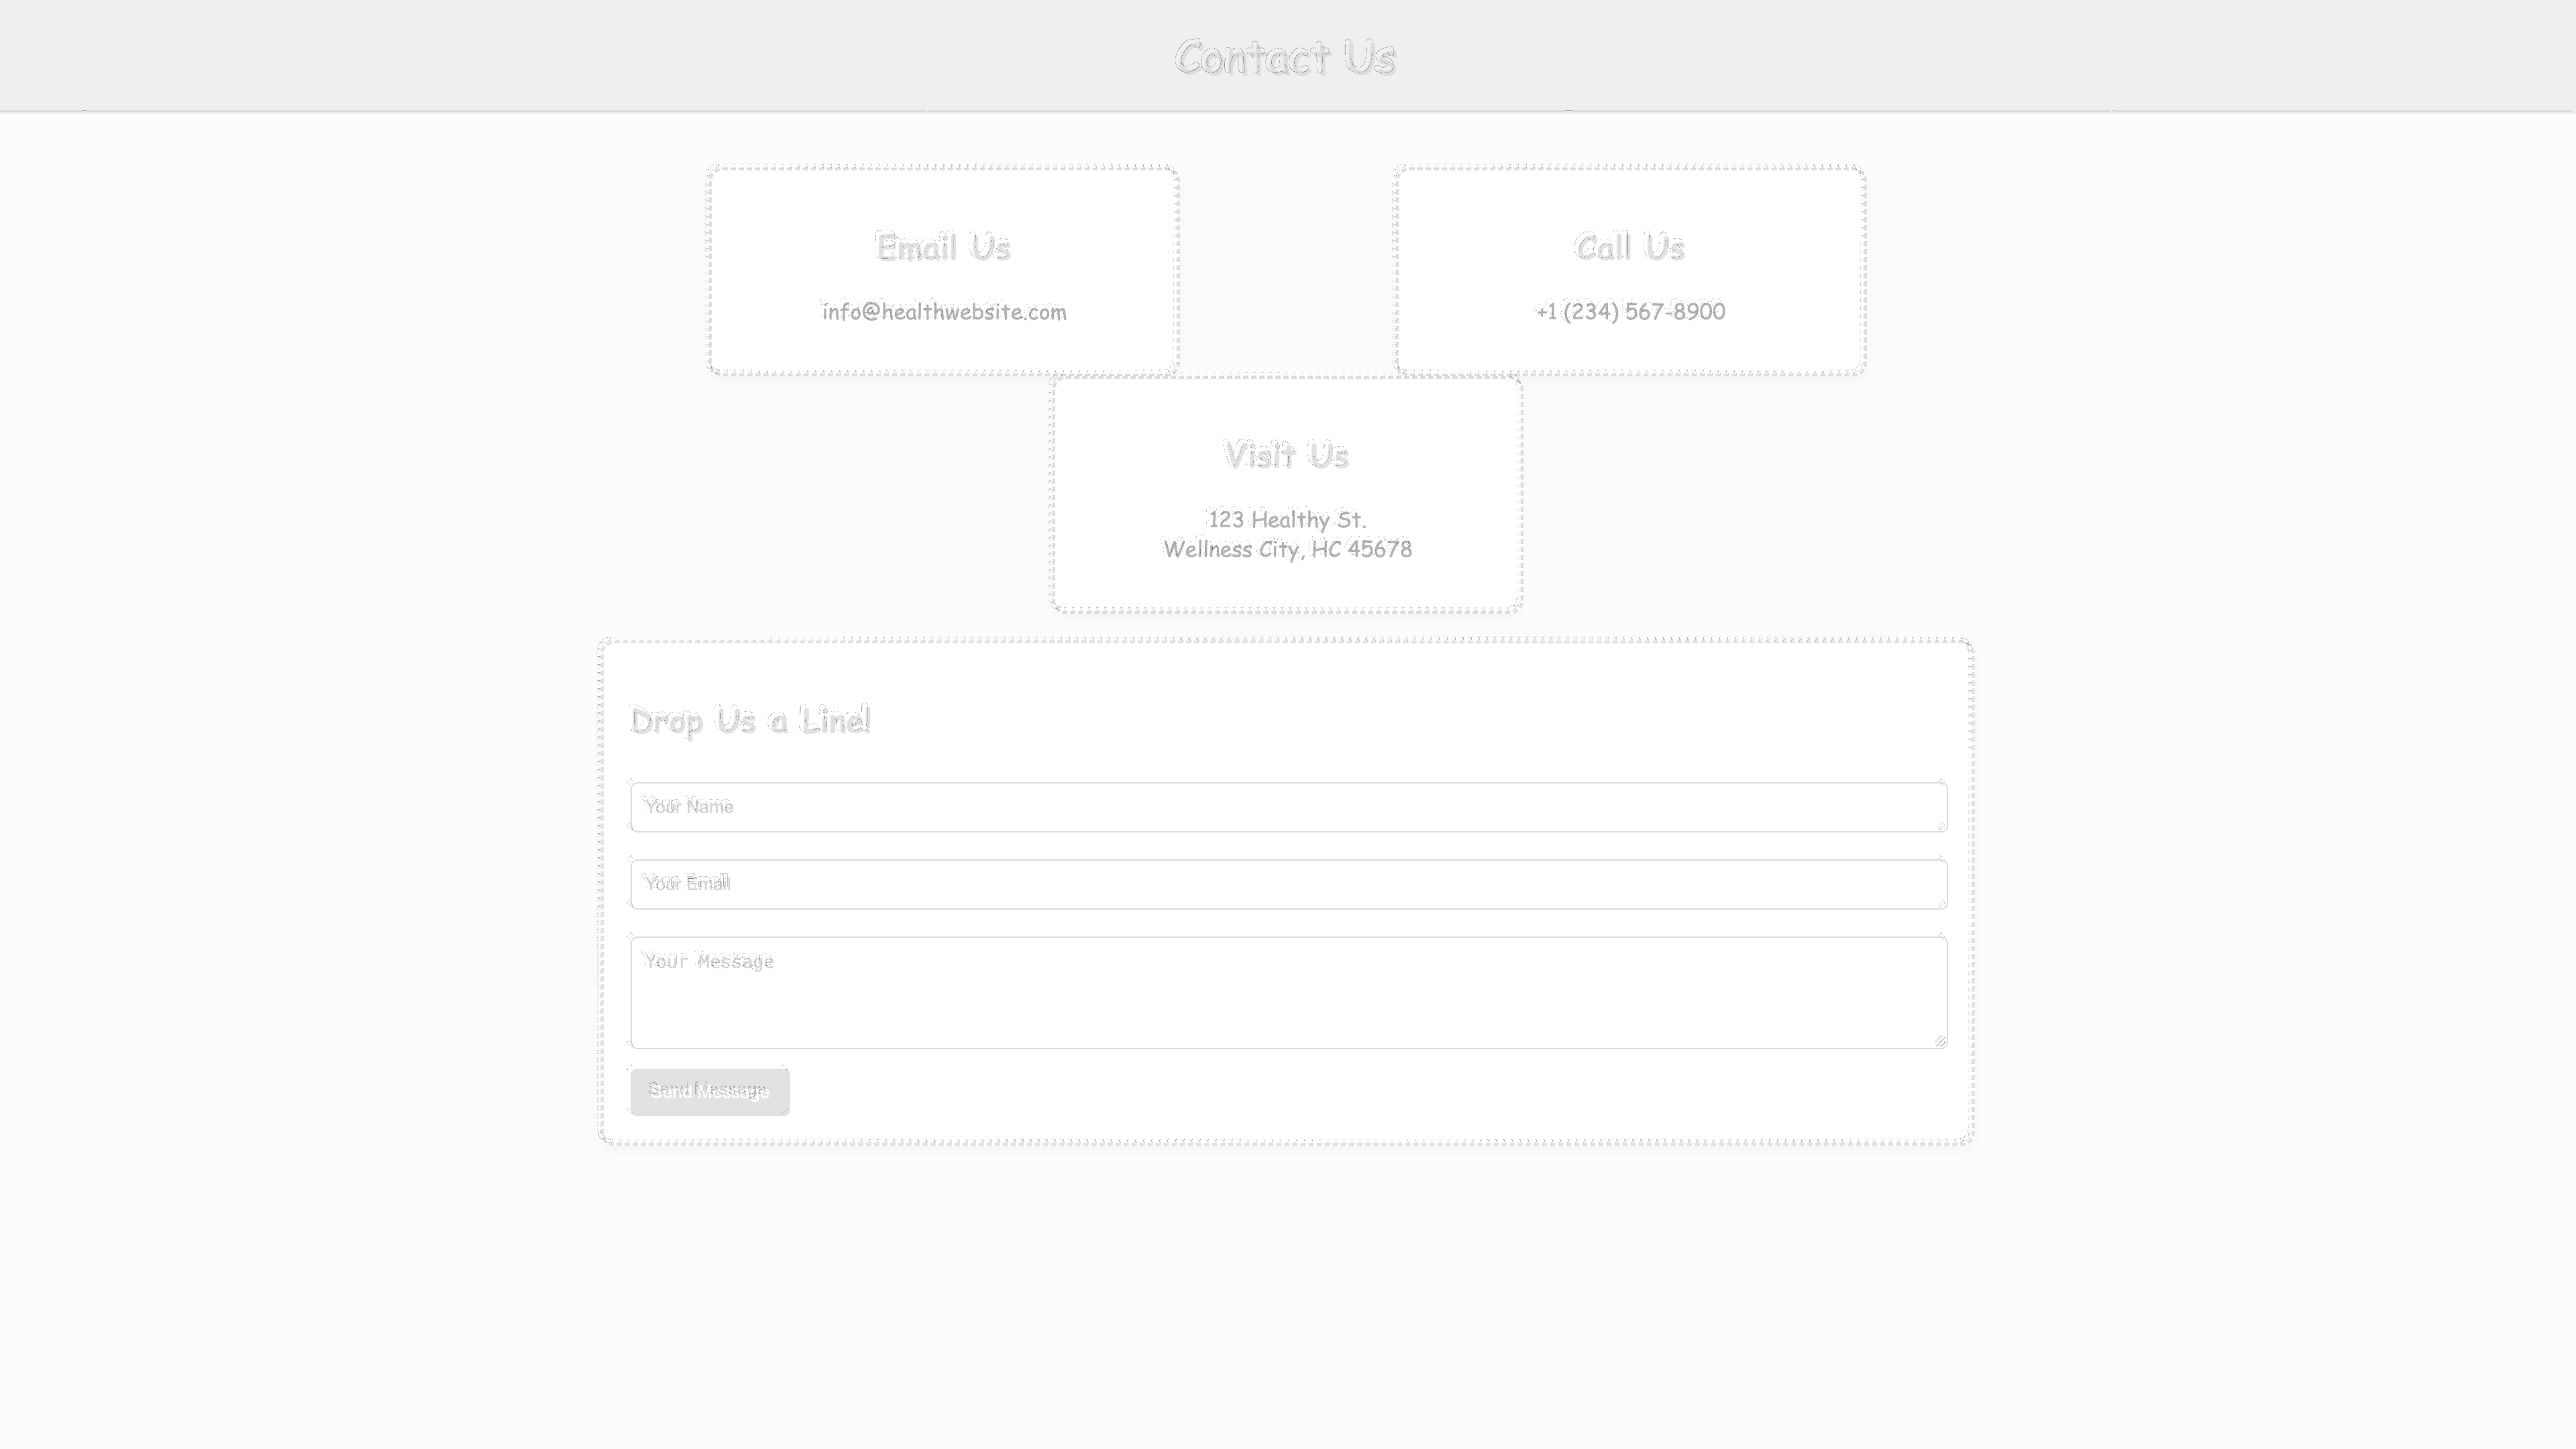 Contact Us
Email Us
info@healthwebsite.com
Call Us
+1 (234) 567-8900
Visit Us
123 Healthy St.
Wellness City, HC 45678
Drop Us a Line!
Your Name
Your Email
Your Message
Send Message